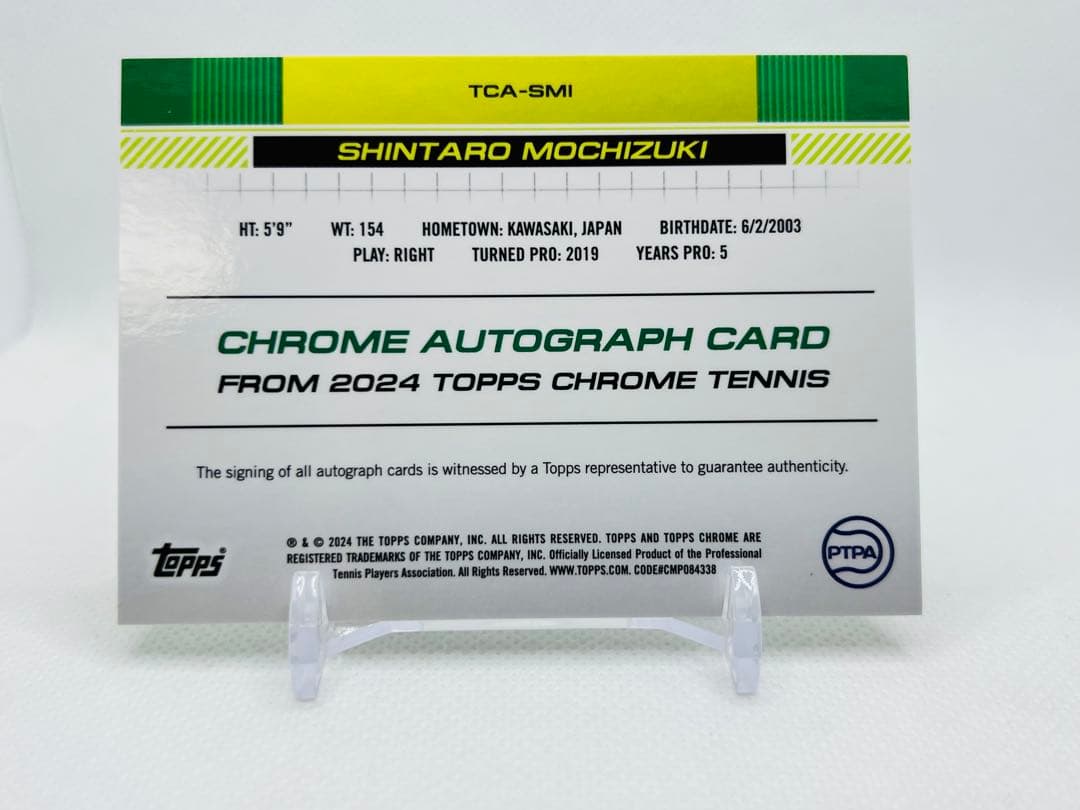 TCA-SMI
SHINTARO MOCHIZUKI
HT: 5'9" WT: 154 HOMETOWN: KAWASAKI, JAPAN BIRTHDATE: 6/2/2003
PLAY: RIGHT TURNED PRO: 2019 YEARS PRO: 5
CHROME AUTOGRAPH CARD
FROM 2024 TOPPS CHROME TENNIS
The signing of all autograph cards is witnessed by a Topps representative to guarantee authenticity.
topps®
® & © 2024 THE TOPPS COMPANY, INC. ALL RIGHTS RESERVED. TOPPS AND TOPPS CHROME ARE
REGISTERED TRADEMARKS OF THE TOPPS COMPANY, INC. Officially Licensed Product of the Professional
Tennis Players Association. All Rights Reserved. WWW.TOPPS.COM. CODE#CMP084338
PTPA